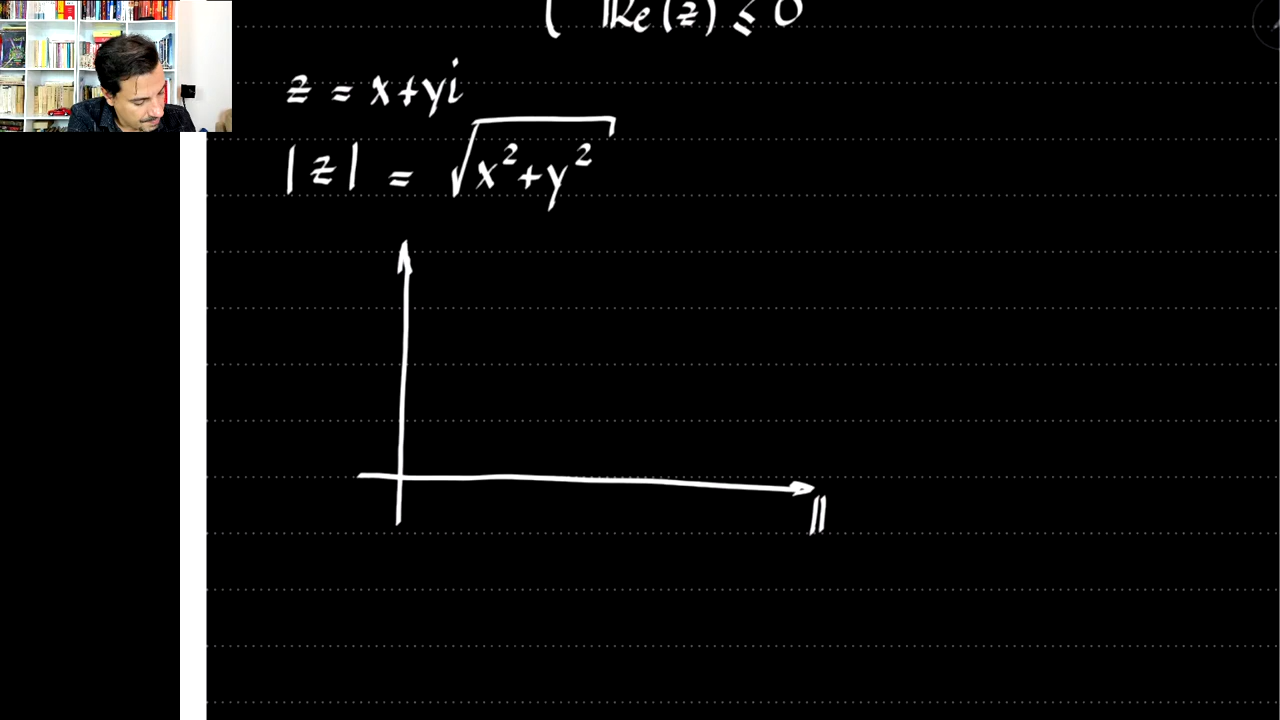 { Re(z) ≤ 0
z = x+yi
|z| = √x²+y²